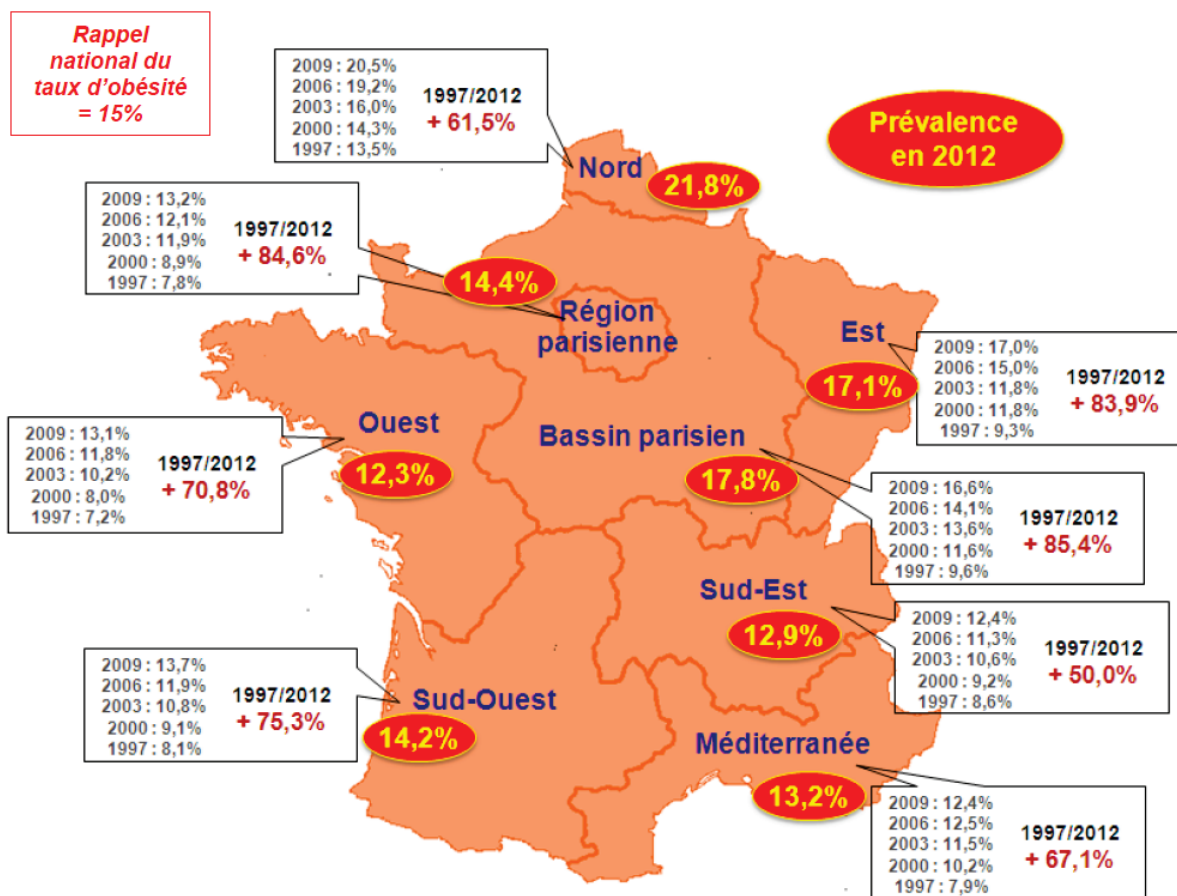 Rappel
national du
taux d'obésité
= 15%
2009 : 20,5%
2006 : 19,2%
2003 : 16,0%
2000 : 14,3%
1997 : 13,5%
1997/2012
+ 61,5%
Nord
21,8%
Prévalence
en 2012
2009 : 13,2%
2006 : 12,1%
2003 : 11,9%
2000 : 8,9%
1997 : 7,8%
1997/2012
+ 84,6%
14,4%
Région
parisienne
Est
17,1%
2009 : 17,0%
2006 : 15,0%
2003 : 11,8%
2000 : 11,8%
1997 : 9,3%
1997/2012
+ 83,9%
2009 : 13,1%
2006 : 11,8%
2003 : 10,2%
2000 : 8,0%
1997 : 7,2%
1997/2012
+ 70,8%
Ouest
12,3%
Bassin parisien
17,8%
2009 : 16,6%
2006 : 14,1%
2003 : 13,6%
2000 : 11,6%
1997 : 9,6%
1997/2012
+ 85,4%
Sud-Est
12,9%
2009 : 12,4%
2006 : 11,3%
2003 : 10,6%
2000 : 9,2%
1997 : 8,6%
1997/2012
+ 50,0%
2009 : 13,7%
2006 : 11,9%
2003 : 10,8%
2000 : 9,1%
1997 : 8,1%
1997/2012
+ 75,3%
Sud-Ouest
14,2%
Méditerranée
13,2%
2009 : 12,4%
2006 : 12,5%
2003 : 11,5%
2000 : 10,2%
1997 : 7,9%
1997/2012
+ 67,1%